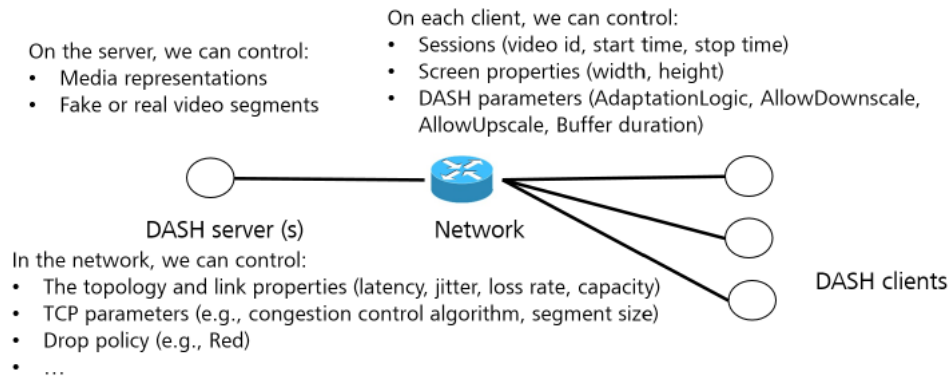 On the server, we can control:
• Media representations
• Fake or real video segments
On each client, we can control:
• Sessions (video id, start time, stop time)
• Screen properties (width, height)
• DASH parameters (AdaptationLogic, AllowDownscale,
AllowUpscale, Buffer duration)
DASH server (s)
Network
DASH clients
In the network, we can control:
• The topology and link properties (latency, jitter, loss rate, capacity)
• TCP parameters (e.g., congestion control algorithm, segment size)
• Drop policy (e.g., Red)
• ...